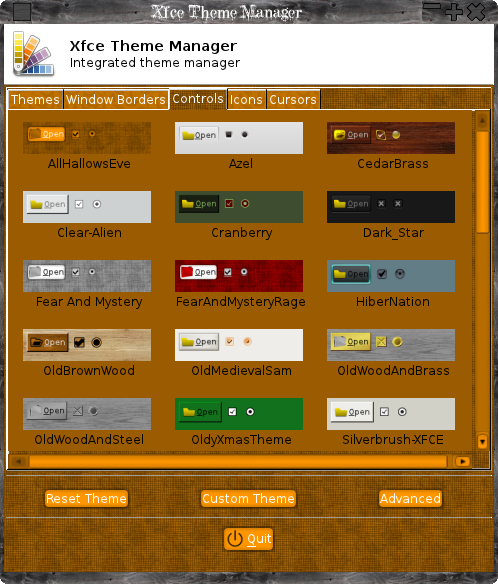 Xfce Theme Manager
Xfce Theme Manager
Integrated theme manager
Themes Window Borders Controls Icons Cursors
Open Open Open
AllHallowsEve Azel CedarBrass
Open Open Open
Clear-Alien Cranberry Dark_Star
Open Open Open
Fear And Mystery FearAndMysteryRage HiberNation
Open Open Open
OldBrownWood OldMedievalSam OldWoodAndBrass
Open Open Open
OldWoodAndSteel OldyXmasTheme Silverbrush-XFCE
Reset Theme Custom Theme Advanced
Quit